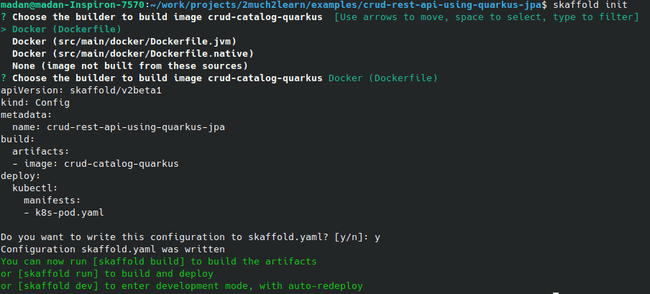 madan@madan-Inspiron-7570:~/work/projects/2much2learn/examples/crud-rest-api-using-quarkus-jpa$ skaffold init
? Choose the builder to build image crud-catalog-quarkus  [Use arrows to move, space to select, type to filter]
> Docker (Dockerfile)
  Docker (src/main/docker/Dockerfile.jvm)
  Docker (src/main/docker/Dockerfile.native)
  None (image not built from these sources)
? Choose the builder to build image crud-catalog-quarkus Docker (Dockerfile)
apiVersion: skaffold/v2beta1
kind: Config
metadata:
  name: crud-rest-api-using-quarkus-jpa
build:
  artifacts:
  - image: crud-catalog-quarkus
deploy:
  kubectl:
    manifests:
    - k8s-pod.yaml

Do you want to write this configuration to skaffold.yaml? [y/n]: y
Configuration skaffold.yaml was written
You can now run [skaffold build] to build the artifacts
or [skaffold run] to build and deploy
or [skaffold dev] to enter development mode, with auto-redeploy